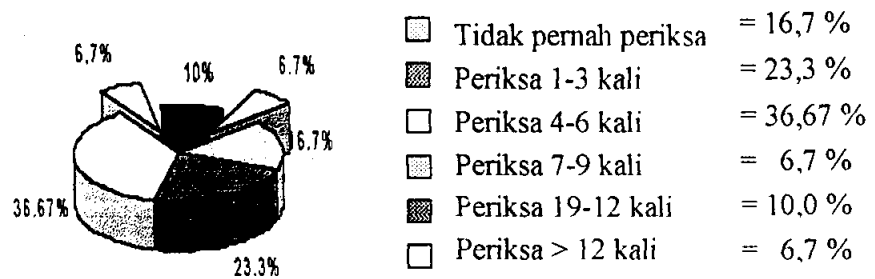 6,7%
10%
6.7%
6.7%
36.67%
23.3%
Tidak pernah periksa = 16,7 %
Periksa 1-3 kali = 23,3 %
Periksa 4-6 kali = 36,67 %
Periksa 7-9 kali = 6,7 %
Periksa 19-12 kali = 10,0 %
Periksa > 12 kali = 6,7 %